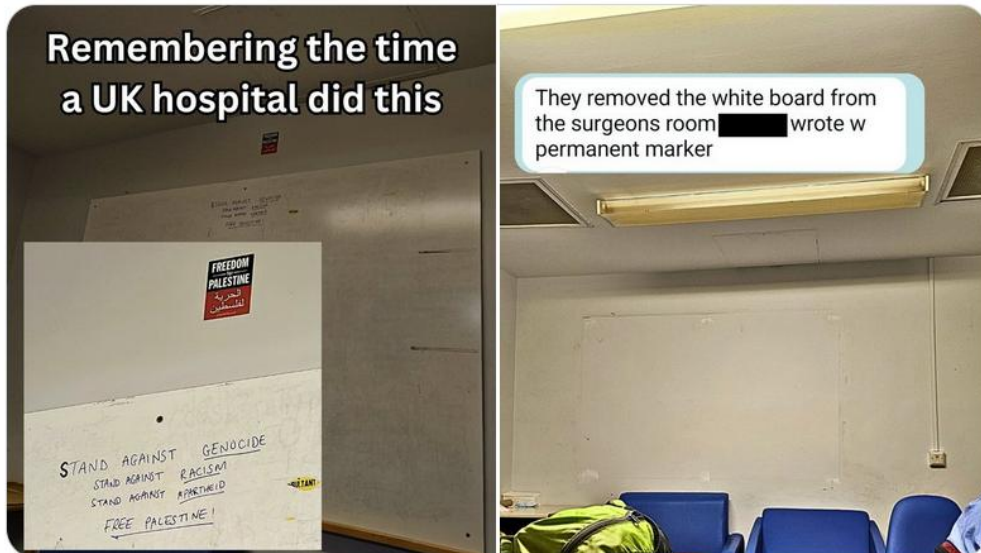 Remembering the time
a UK hospital did this
FREEDOM
PALESTINE
الحرية
لفلسطين
STAND AGAINST GENOCIDE
STAND AGAINST RACISM
STAND AGAINST APARTHEID
FREE PALESTINE!
They removed the white board from
the surgeons room wrote w
permanent marker